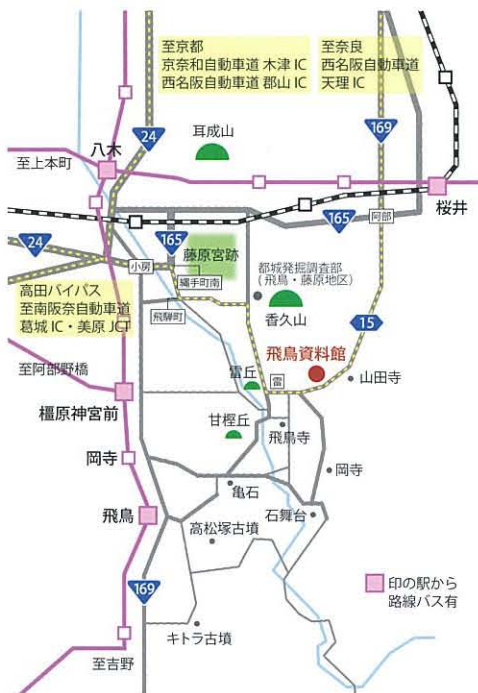 至京都
京奈和自動車道 木津 IC
西名阪自動車道 郡山 IC
至奈良
西名阪自動車道
天理 IC
24
耳成山
169
八木
至上本町
桜井
165
阿部
24
165
藤原宮跡
小房
縄手町南
都城発掘調査部
(飛鳥・藤原地区)
高田バイパス
至南阪奈自動車道
葛城 IC・美原 JCT
飛騨町
香久山
15
飛鳥資料館
至阿部野橋
雷丘
雷
山田寺
橿原神宮前
甘樫丘
飛鳥寺
岡寺
岡寺
亀石
飛鳥
石舞台
高松塚古墳
169
印の駅から
路線バス有
キトラ古墳
至吉野